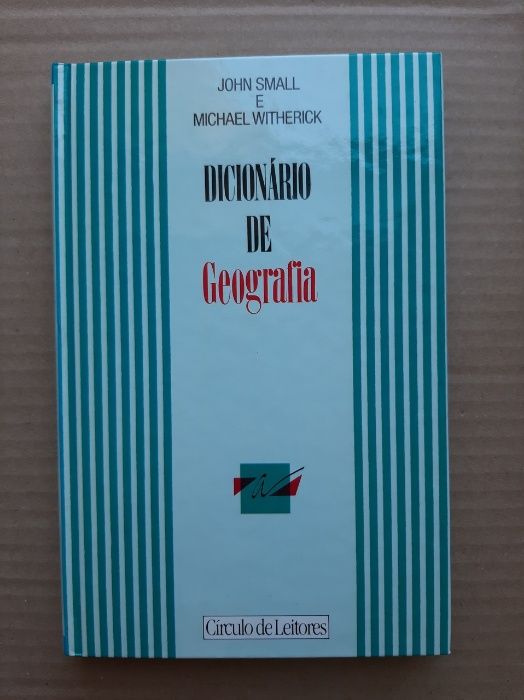 JOHN SMALL
E
MICHAEL WITHERICK
DICIONÁRIO
DE
Geografia
Círculo de Leitores